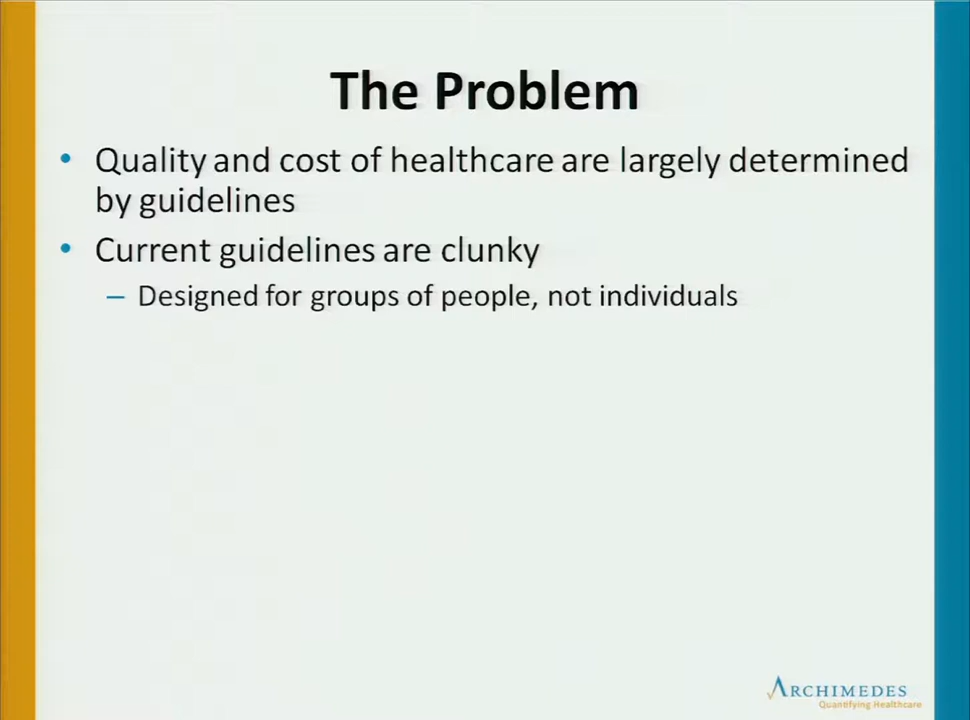 The Problem
• Quality and cost of healthcare are largely determined
by guidelines
• Current guidelines are clunky
– Designed for groups of people, not individuals
ARCHIMEDES
Quantifying Healthcare